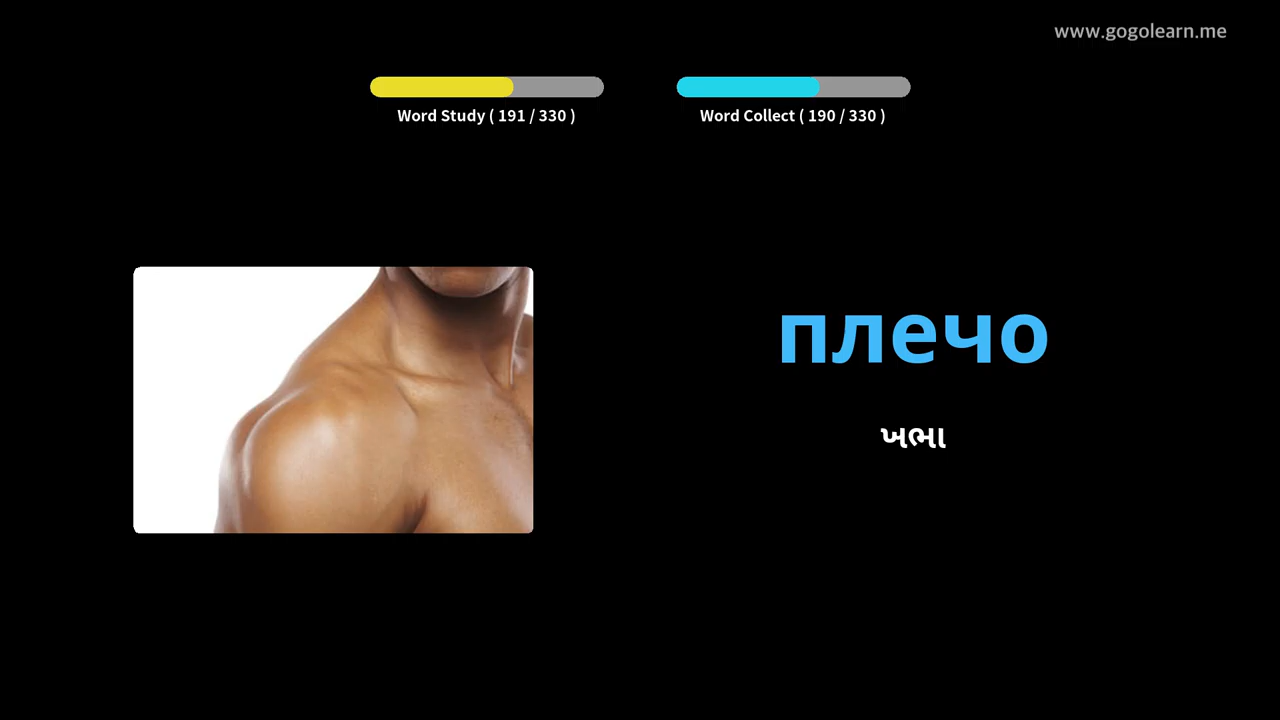 www.gogolearn.me
Word Study ( 191 / 330 )
Word Collect ( 190 / 330 )
плечо
ખભા